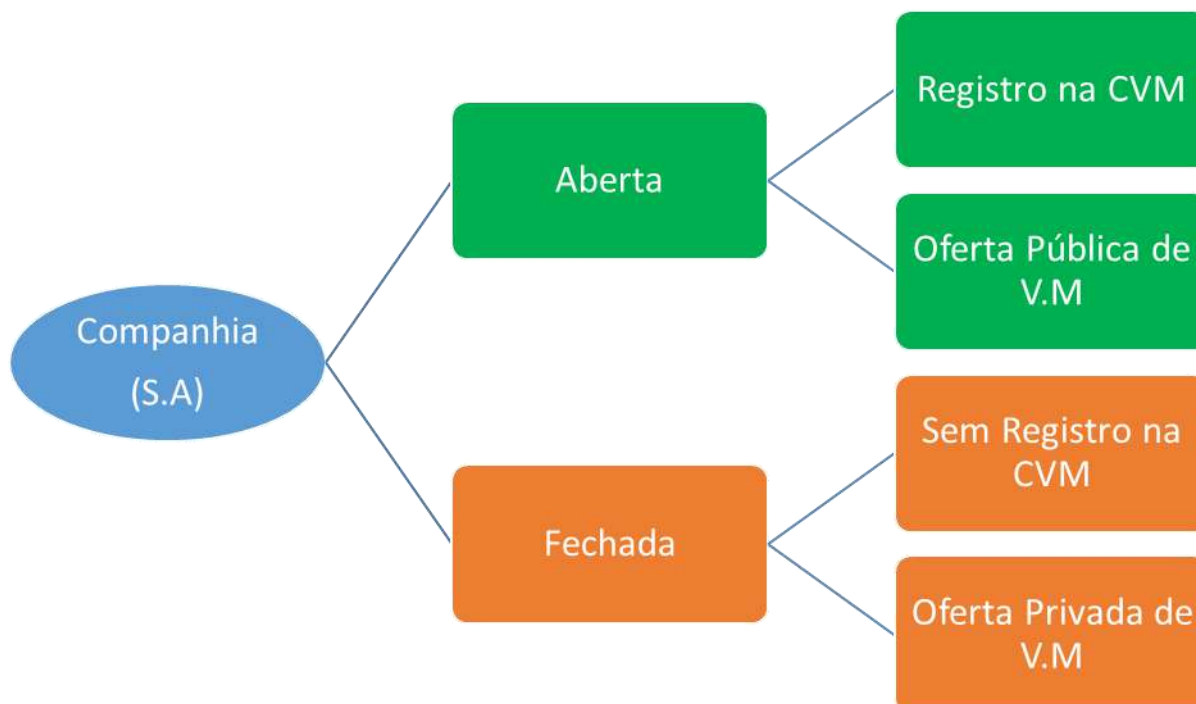 Companhia
(S.A)
Aberta
Registro na CVM
Oferta Pública de
V.M
Fechada
Sem Registro na
CVM
Oferta Privada de
V.M